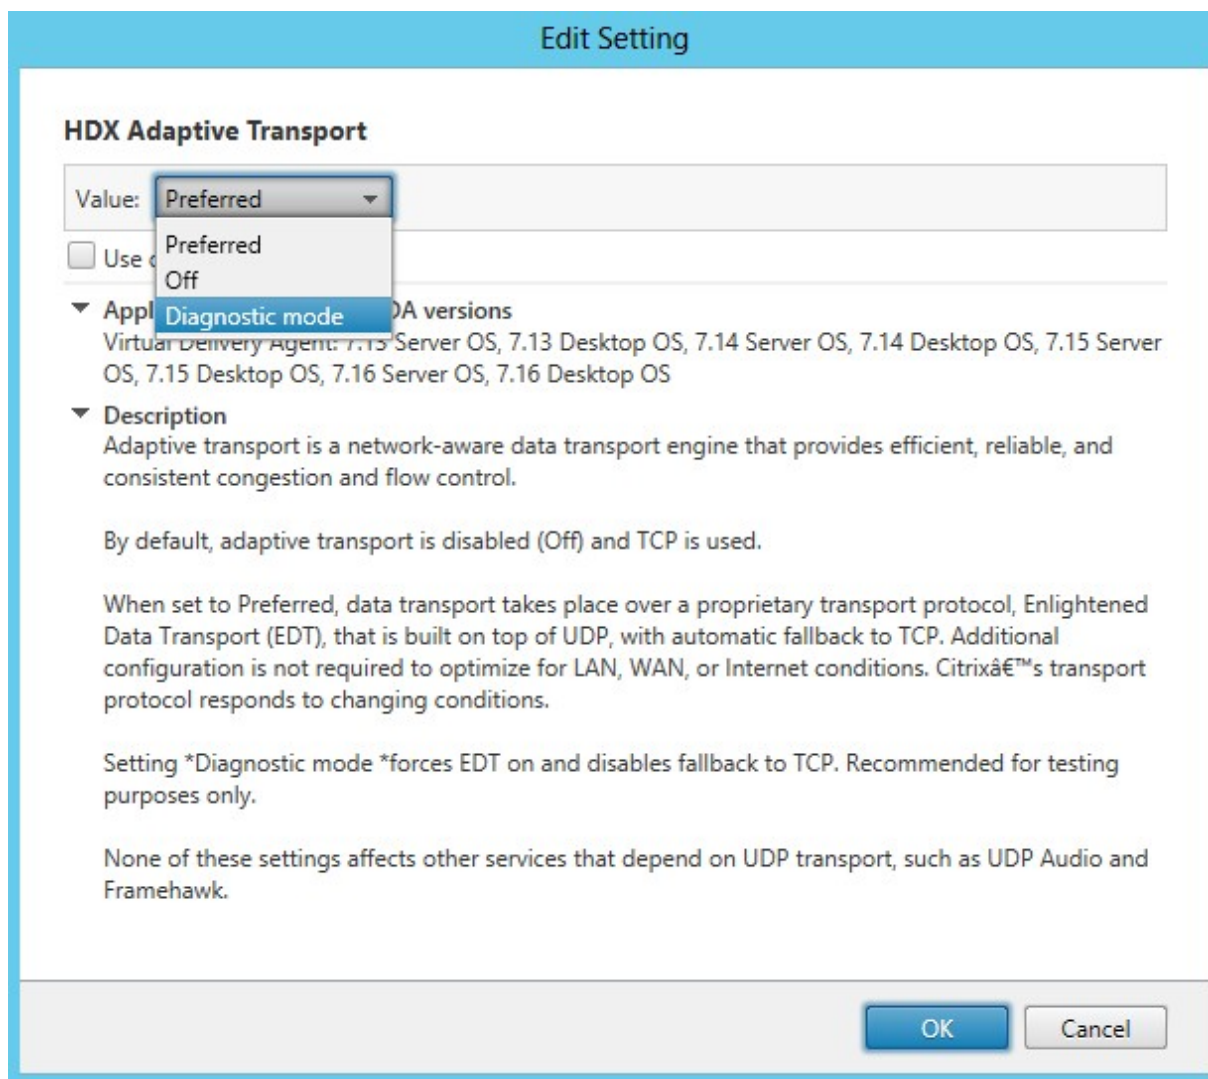 Edit Setting
HDX Adaptive Transport
Value: Preferred
Preferred
Use
Off
Diagnostic mode
Appl DA versions
Virtual Delivery Agent: 7.13 Server OS, 7.13 Desktop OS, 7.14 Server OS, 7.14 Desktop OS, 7.15 Server
OS, 7.15 Desktop OS, 7.16 Server OS, 7.16 Desktop OS
Description
Adaptive transport is a network-aware data transport engine that provides efficient, reliable, and
consistent congestion and flow control.
By default, adaptive transport is disabled (Off) and TCP is used.
When set to Preferred, data transport takes place over a proprietary transport protocol, Enlightened
Data Transport (EDT), that is built on top of UDP, with automatic fallback to TCP. Additional
configuration is not required to optimize for LAN, WAN, or Internet conditions. Citrixâ€™s transport
protocol responds to changing conditions.
Setting *Diagnostic mode *forces EDT on and disables fallback to TCP. Recommended for testing
purposes only.
None of these settings affects other services that depend on UDP transport, such as UDP Audio and
Framehawk.
OK Cancel